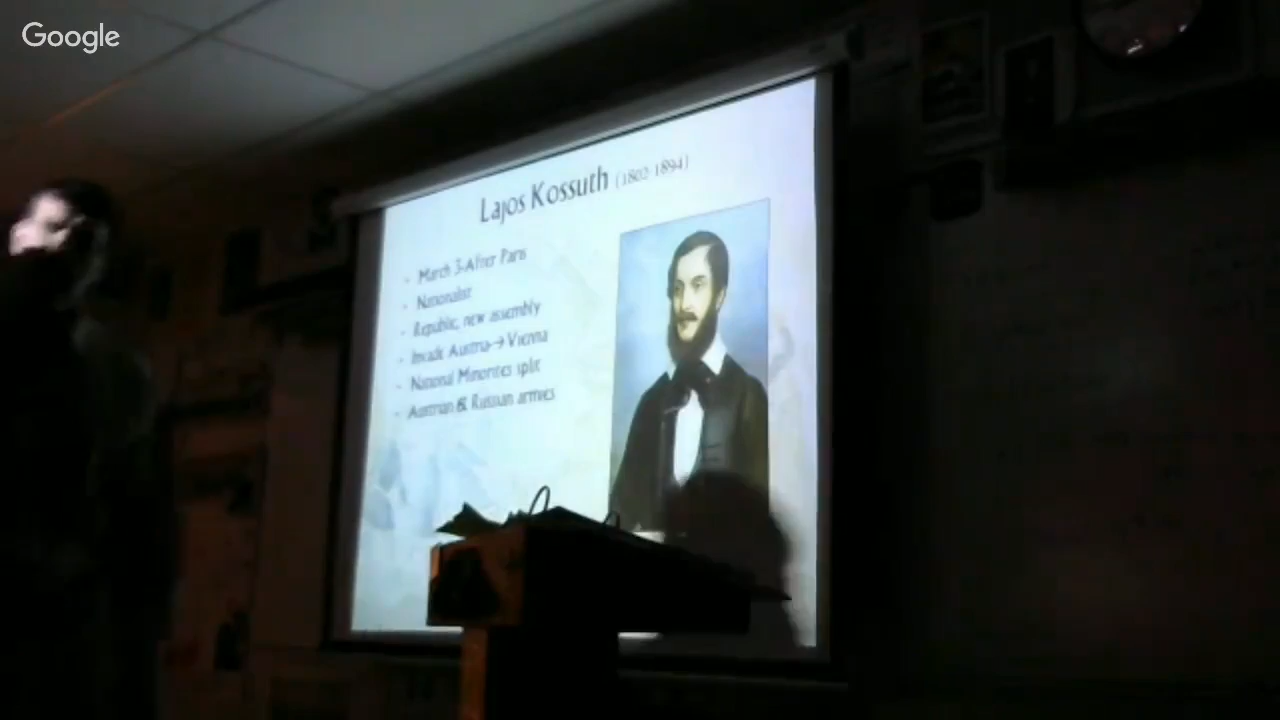 Google
Lajos Kossuth (1802-1894)
March 3-After Paris
Nationalist
Republic, new assembly
Invade Austria→Vienna
National Minorites split
Austrian & Russian armies